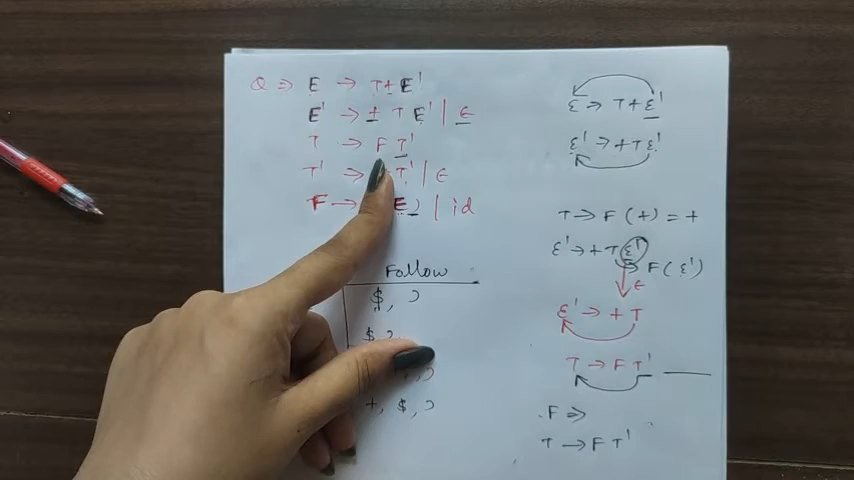 Q ⇒ E → T + E'
E' → + T E' | ε
T → F T'
T' → T' | ε
F → E ) | id
Follow
$, )
$ )
)
+, $, )
ε ⇒ T + ε'
ε' ⇒ + T ε'
T → F (+) = +
ε' → + T ε'
→ F(ε')
ε
ε' → + T
T → F T'
F ⇒
T → F T'